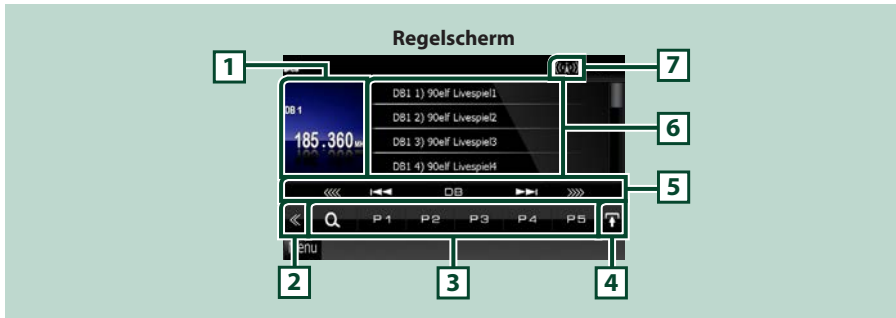 Regelscherm
1
7
DB1 1) 90elf Livespiel1
DB 1
DB1 2) 90elf Livespiel2
6
185.360
DB1 3) 90elf Livespiel3
DB1 4) 90elf Livespiel4
5
DB
P1 P2 P3 P4 P5
Menu
2
3
4